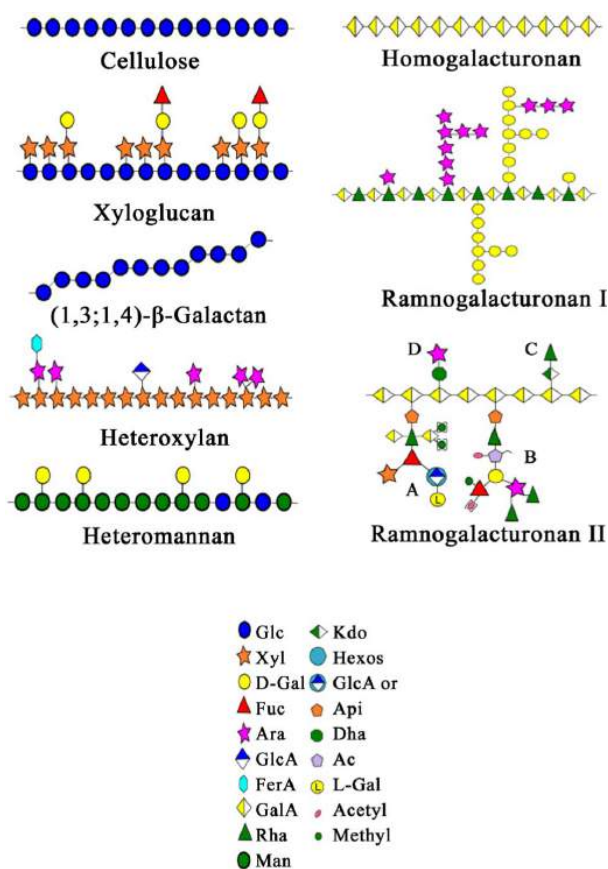 Cellulose
Xyloglucan
(1,3;1,4)-β-Galactan
Heteroxylan
Heteromannan
Homogalacturonan
Ramnogalacturonan I
D
C
A
B
L
Ramnogalacturonan II
Glc
Xyl
D-Gal
Fuc
Ara
GlcA
FerA
GalA
Rha
Man
Kdo
Hexos
GlcA or
Api
Dha
Ac
L L-Gal
Acetyl
Methyl